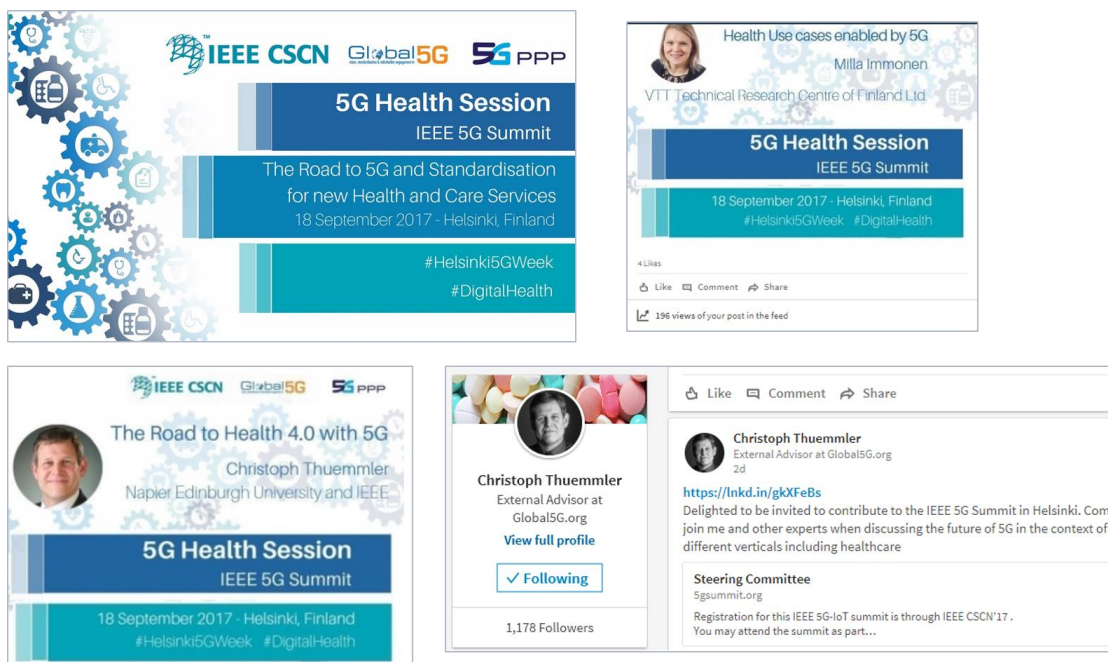 IEEE CSCN Global5G 5G PPP
5G Health Session
IEEE 5G Summit
The Road to 5G and Standardisation
for new Health and Care Services
18 September 2017 - Helsinki, Finland
#Helsinki5GWeek
#DigitalHealth
Health Use cases enabled by 5G
Milla Immonen
VTT Technical Research Centre of Finland Ltd.
5G Health Session
IEEE 5G Summit
18 September 2017 - Helsinki, Finland
#Helsinki5GWeek #DigitalHealth
4 Likes
Like Comment Share
196 views of your post in the feed
IEEE CSCN Global5G 5G PPP
The Road to Health 4.0 with 5G
Christoph Thuemmler
Napier Edinburgh University and IEEE
5G Health Session
IEEE 5G Summit
18 September 2017 - Helsinki, Finland
#Helsinki5GWeek #DigitalHealth
Christoph Thuemmler
External Advisor at
Global5G.org
View full profile
Following
1,178 Followers
Like Comment Share
Christoph Thuemmler
External Advisor at Global5G.org
2d
https://lnkd.in/gkXFeBs
Delighted to be invited to contribute to the IEEE 5G Summit in Helsinki. Com
join me and other experts when discussing the future of 5G in the context of
different verticals including healthcare
Steering Committee
5gsummit.org
Registration for this IEEE 5G-IoT summit is through IEEE CSCN'17 .
You may attend the summit as part...